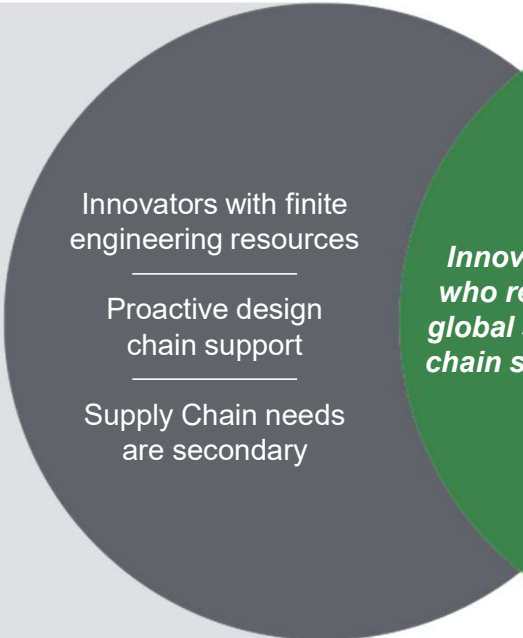 Innovators with finite
engineering resources
Proactive design
chain support
Supply Chain needs
are secondary
Innov
who re
global s
chain s